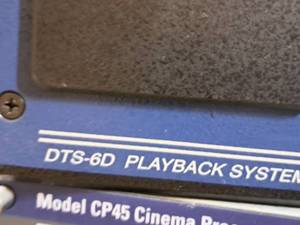 DTS-6D PLAYBACK SYSTEM
Model CP45 Cinema